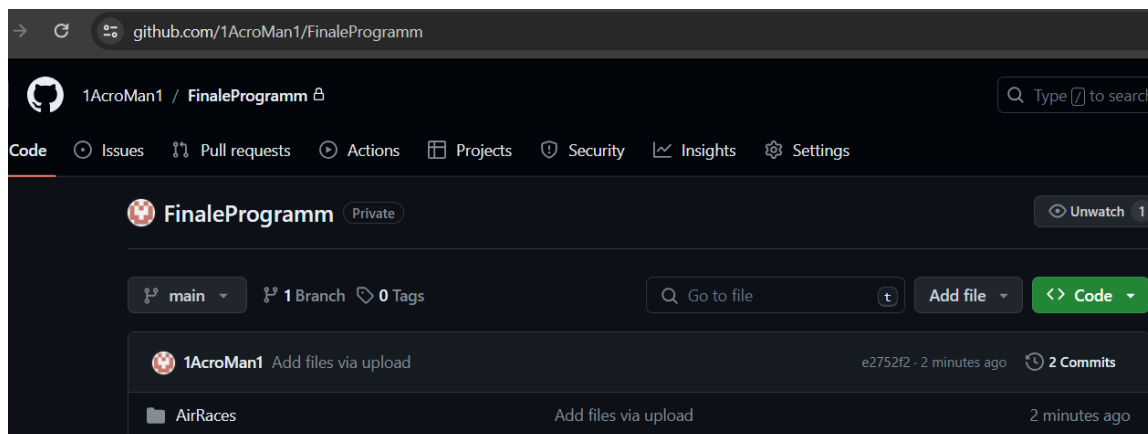 github.com/1AcroMan1/FinaleProgramm
1AcroMan1 / FinaleProgramm
Type / to search
Code Issues Pull requests Actions Projects Security Insights Settings
FinaleProgramm Private
Unwatch 1
main 1 Branch 0 Tags Go to file t Add file <> Code
1AcroMan1 Add files via upload e2752f2 · 2 minutes ago 2 Commits
AirRaces Add files via upload 2 minutes ago